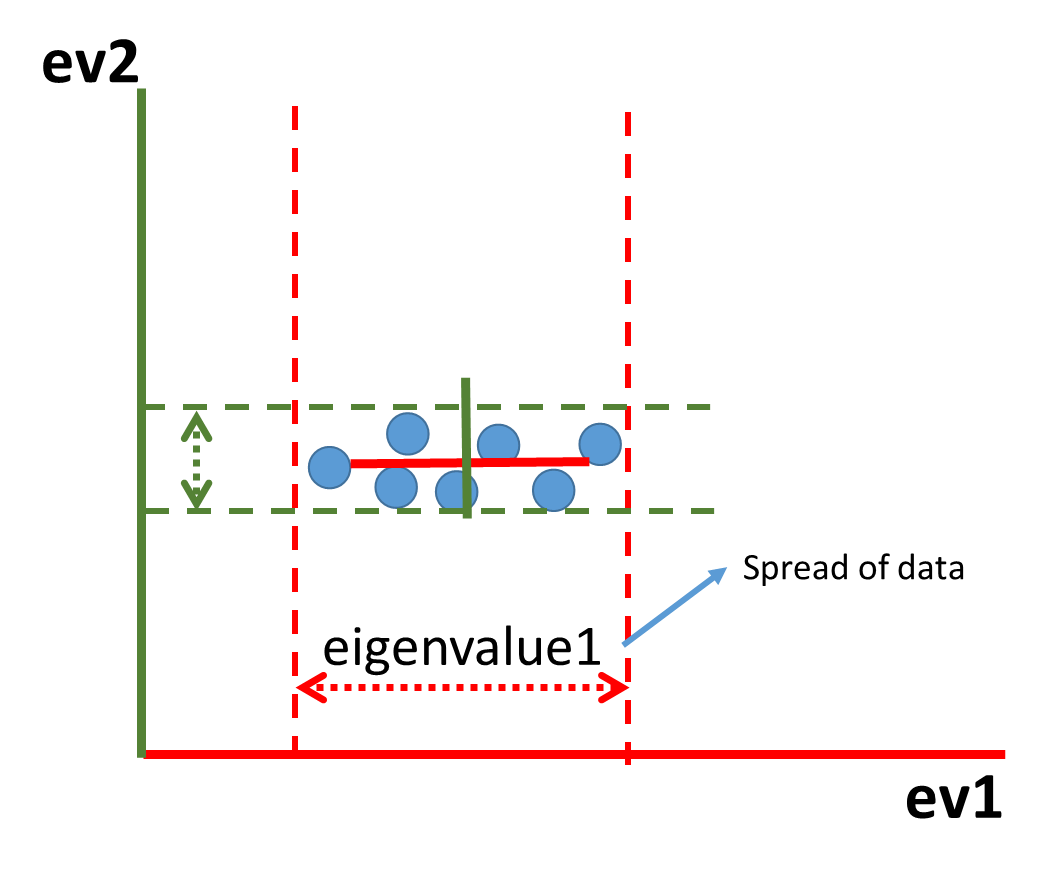 ev2
Spread of data
eigenvalue1
ev1